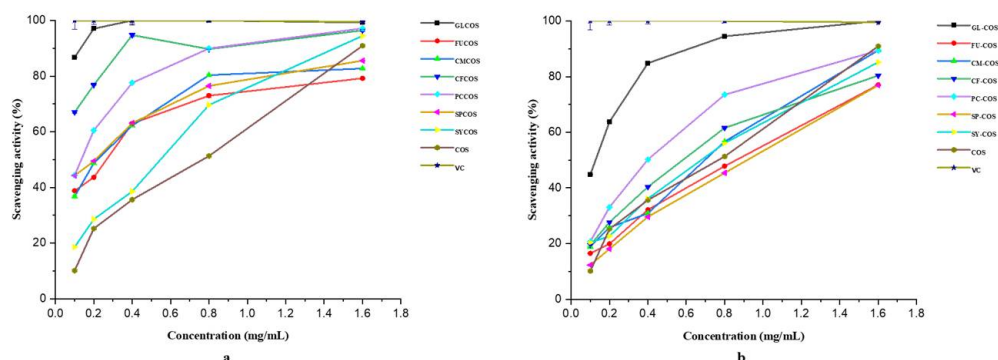 100
80
60
40
20
0
Scavenging activity (%)
0.0 0.2 0.4 0.6 0.8 1.0 1.2 1.4 1.6 1.8
Concentration (mg/mL)
a
GLCOS
FUCOS
CMCOS
CFCOS
PCCOS
SPCOS
SYCOS
COS
VC
100
80
60
40
20
0
Scavenging activity (%)
0.0 0.2 0.4 0.6 0.8 1.0 1.2 1.4 1.6 1.8
Concentration (mg/mL)
b
GL-COS
FU-COS
CM-COS
CF-COS
PC-COS
SP-COS
SY-COS
COS
VC